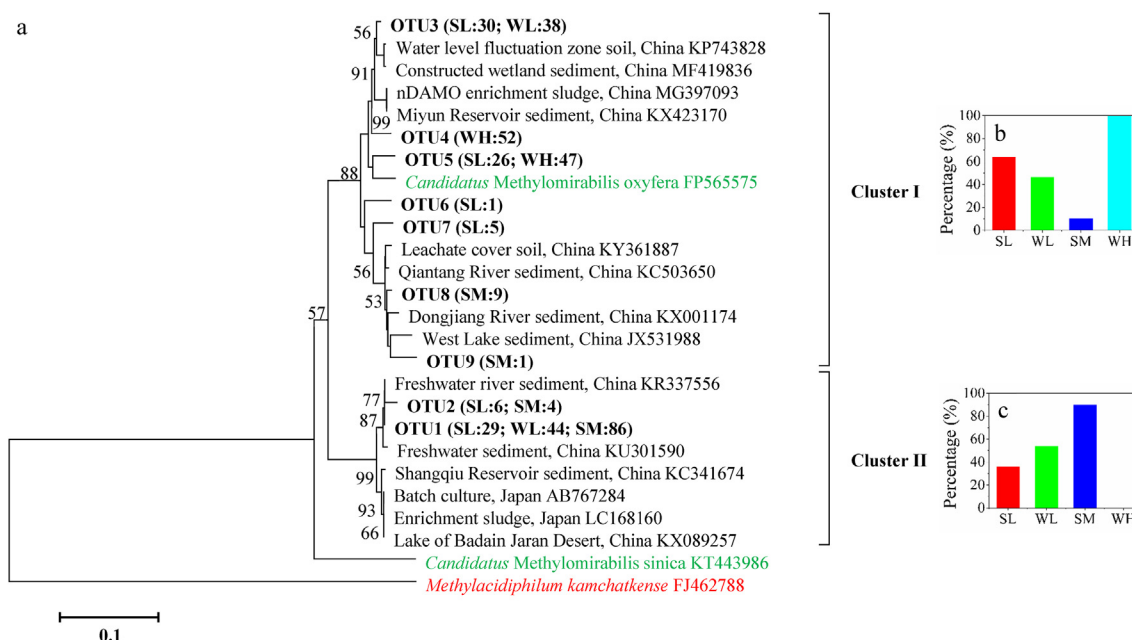 a
OTU3 (SL:30; WL:38)
Water level fluctuation zone soil, China KP743828
Constructed wetland sediment, China MF419836
nDAMO enrichment sludge, China MG397093
Miyun Reservoir sediment, China KX423170
OTU4 (WH:52)
OTU5 (SL:26; WH:47)
Candidatus Methylomirabilis oxyfera FP565575
OTU6 (SL:1)
OTU7 (SL:5)
Leachate cover soil, China KY361887
Qiantang River sediment, China KC503650
OTU8 (SM:9)
Dongjiang River sediment, China KX001174
West Lake sediment, China JX531988
OTU9 (SM:1)
Freshwater river sediment, China KR337556
OTU2 (SL:6; SM:4)
OTU1 (SL:29; WL:44; SM:86)
Freshwater sediment, China KU301590
Shangqiu Reservoir sediment, China KC341674
Batch culture, Japan AB767284
Enrichment sludge, Japan LC168160
Lake of Badain Jaran Desert, China KX089257
Candidatus Methylomirabilis sinica KT443986
Methylacidiphilum kamchatkense FJ462788
56
91
99
88
56
53
57
77
87
99
93
66
0.1
Cluster I
Cluster II
b
Percentage (%)
100
80
60
40
20
0
SL WL SM WH
c
Percentage (%)
100
80
60
40
20
0
SL WL SM WH